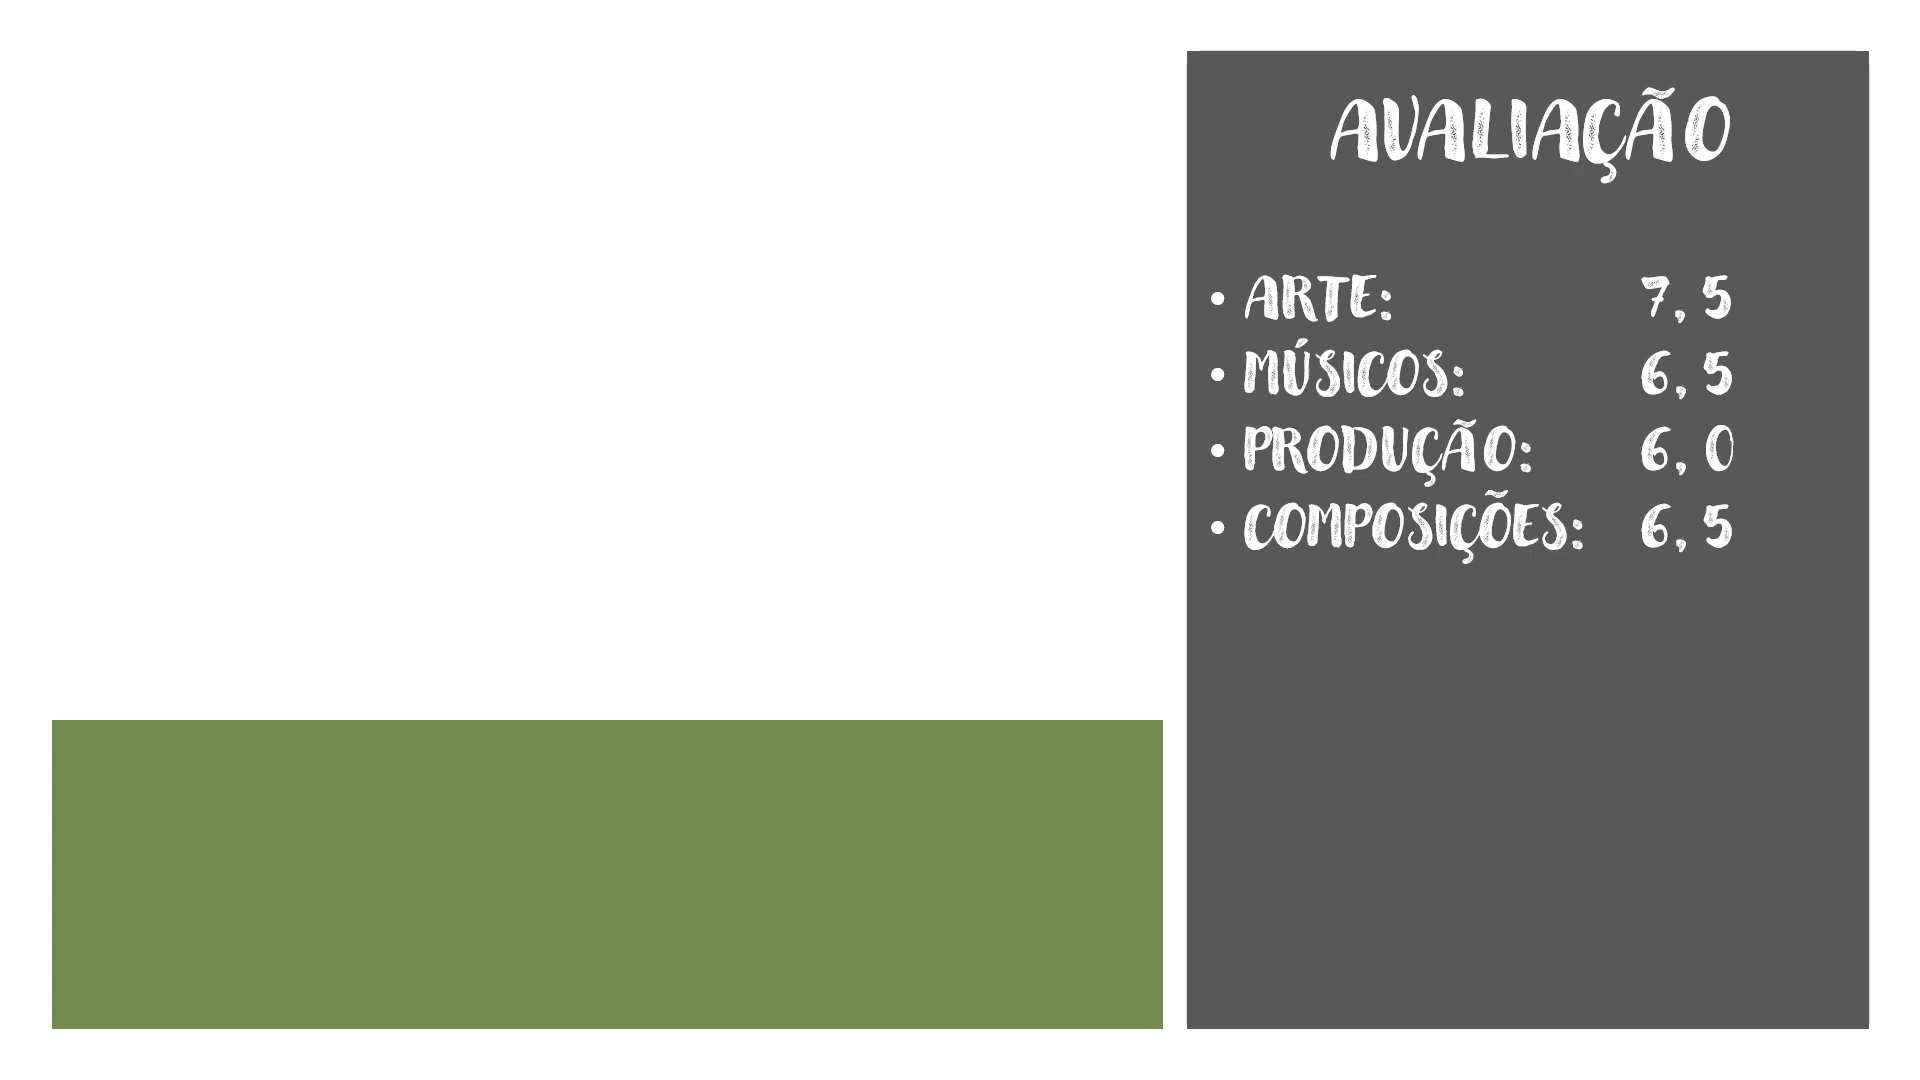 AVALIAÇÃO
• ARTE: 7,5
• MÚSICOS: 6,5
• PRODUÇÃO: 6,0
• COMPOSIÇÕES: 6,5